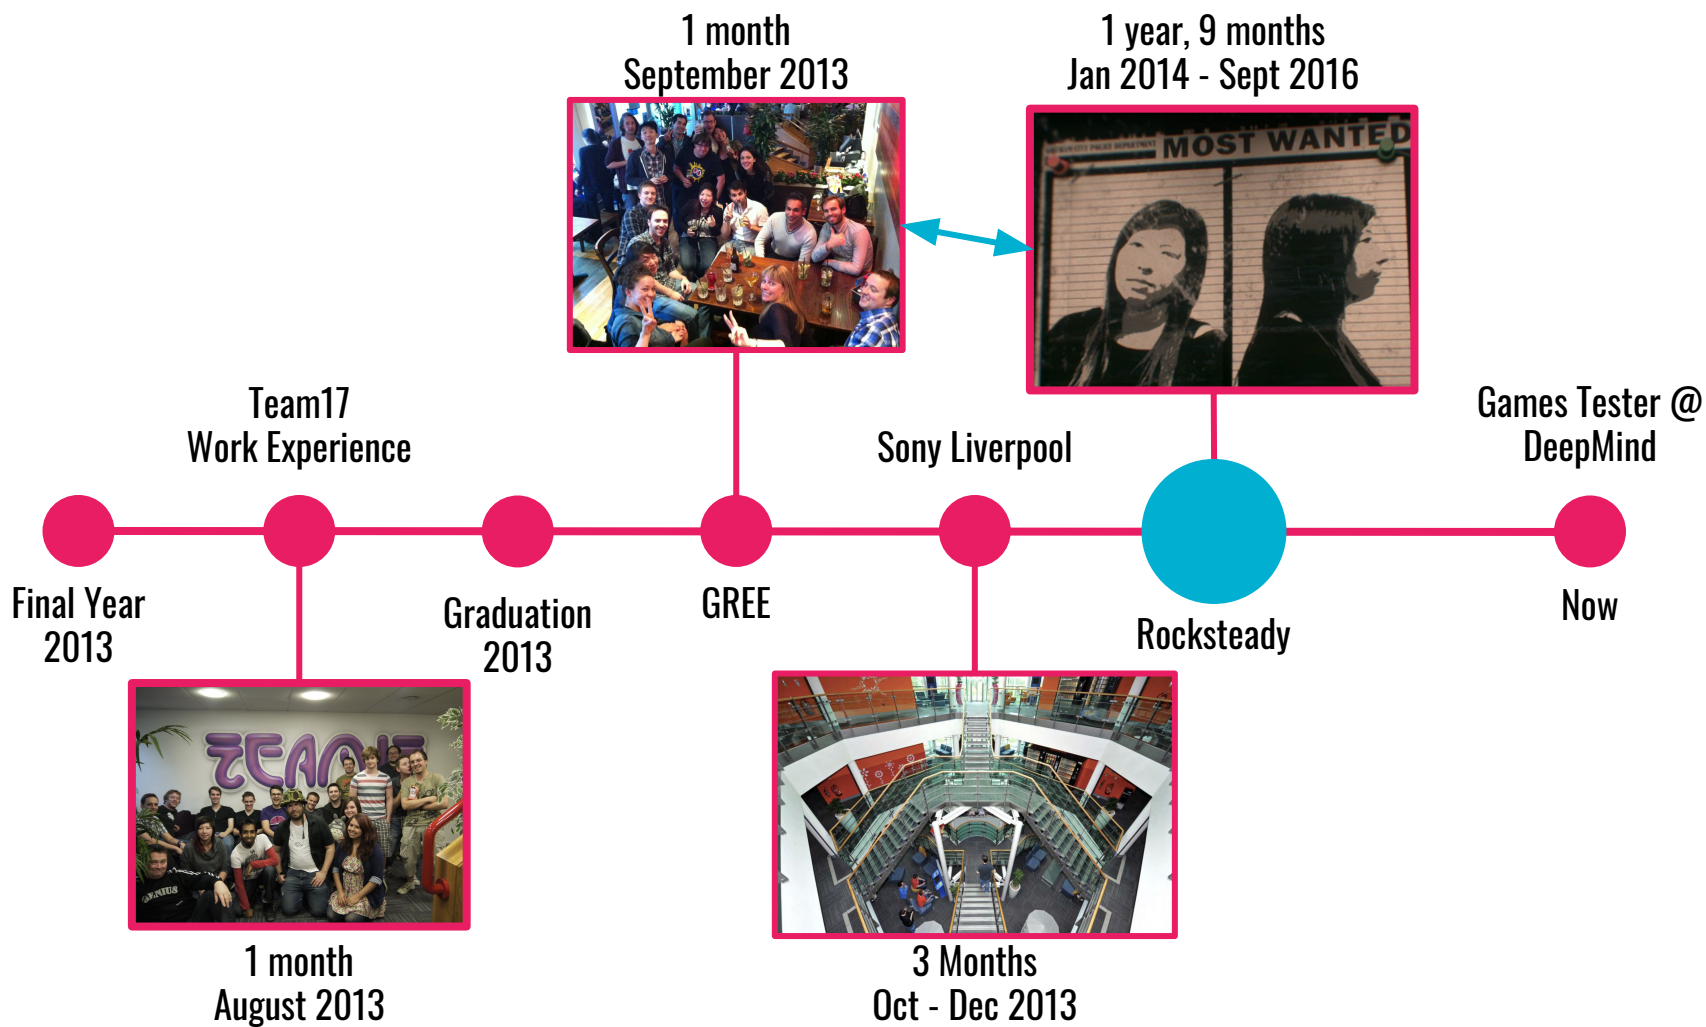 1 month
September 2013
1 year, 9 months
Jan 2014 - Sept 2016
MOST WANTED
Team17
Work Experience
Sony Liverpool
Games Tester @
DeepMind
Final Year
2013
Graduation
2013
GREE
Rocksteady
Now
TEAM17
GENIUS
1 month
August 2013
3 Months
Oct - Dec 2013